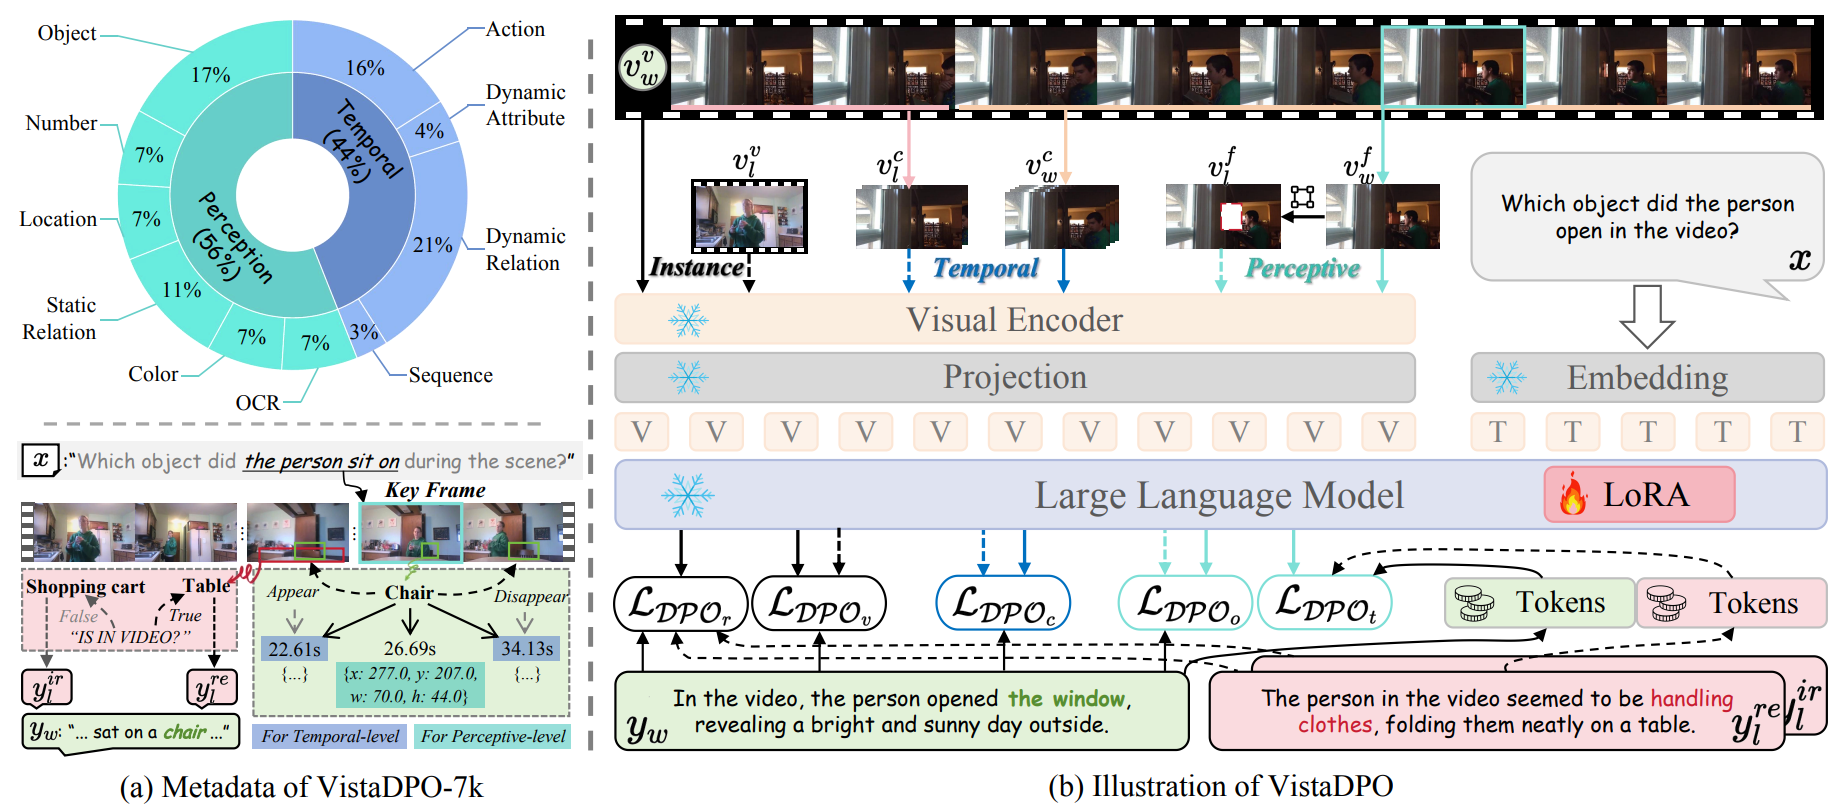 Object
17%
Number
7%
Location
7%
Static
Relation
11%
Color
7%
OCR
7%
Perception
(56%)
Temporal
(44%)
Action
16%
Dynamic
Attribute
4%
Dynamic
Relation
21%
Sequence
3%
x :“Which object did the person sit on during the scene?”
Key Frame
Shopping cart
Table
False
True
“IS IN VIDEO?”
y_l^{ir}
y_l^{re}
y_w: “... sat on a chair ...”
Appear
Chair
Disappear
22.61s
26.69s
34.13s
{...}
{x: 277.0, y: 207.0,
w: 70.0, h: 44.0}
{...}
For Temporal-level
For Perceptive-level
(a) Metadata of VistaDPO-7k
v_w^v
v_l^v
v_l^c
v_w^c
v_l^f
v_w^f
Instance
Temporal
Perceptive
Which object did the person
open in the video?
x
Visual Encoder
Projection
Embedding
V V V V V V V V V V V
T T T T T
Large Language Model
LoRA
ℒ_{DPO_r}
ℒ_{DPO_v}
ℒ_{DPO_c}
ℒ_{DPO_o}
ℒ_{DPO_t}
Tokens
Tokens
In the video, the person opened the window,
revealing a bright and sunny day outside.
y_w
The person in the video seemed to be handling
clothes, folding them neatly on a table.
y_l^{re}
y_l^{ir}
(b) Illustration of VistaDPO